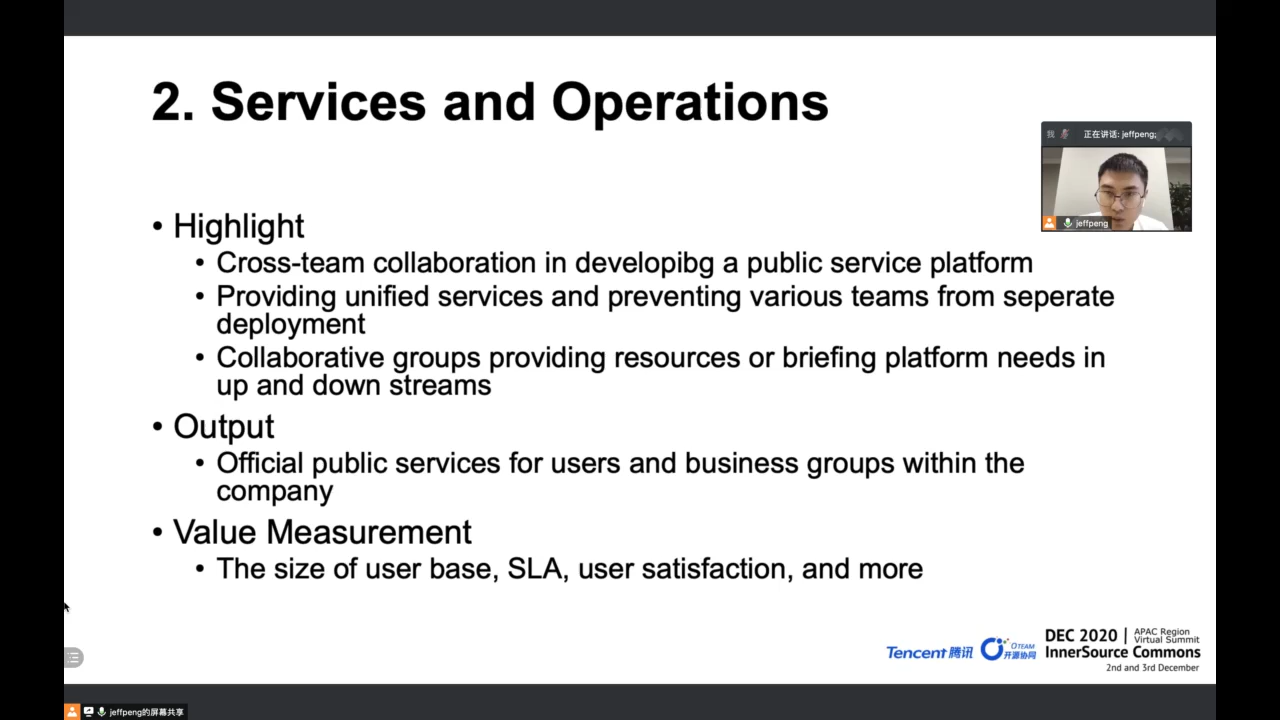 2. Services and Operations
我 正在讲话: jeffpeng;
jeffpeng
• Highlight
• Cross-team collaboration in developibg a public service platform
• Providing unified services and preventing various teams from seperate
deployment
• Collaborative groups providing resources or briefing platform needs in
up and down streams
• Output
• Official public services for users and business groups within the
company
• Value Measurement
• The size of user base, SLA, user satisfaction, and more
Tencent 腾讯
OTEAM
开源协同
DEC 2020 | APAC Region
Virtual Summit
InnerSource Commons
2nd and 3rd December
jeffpeng的屏幕共享